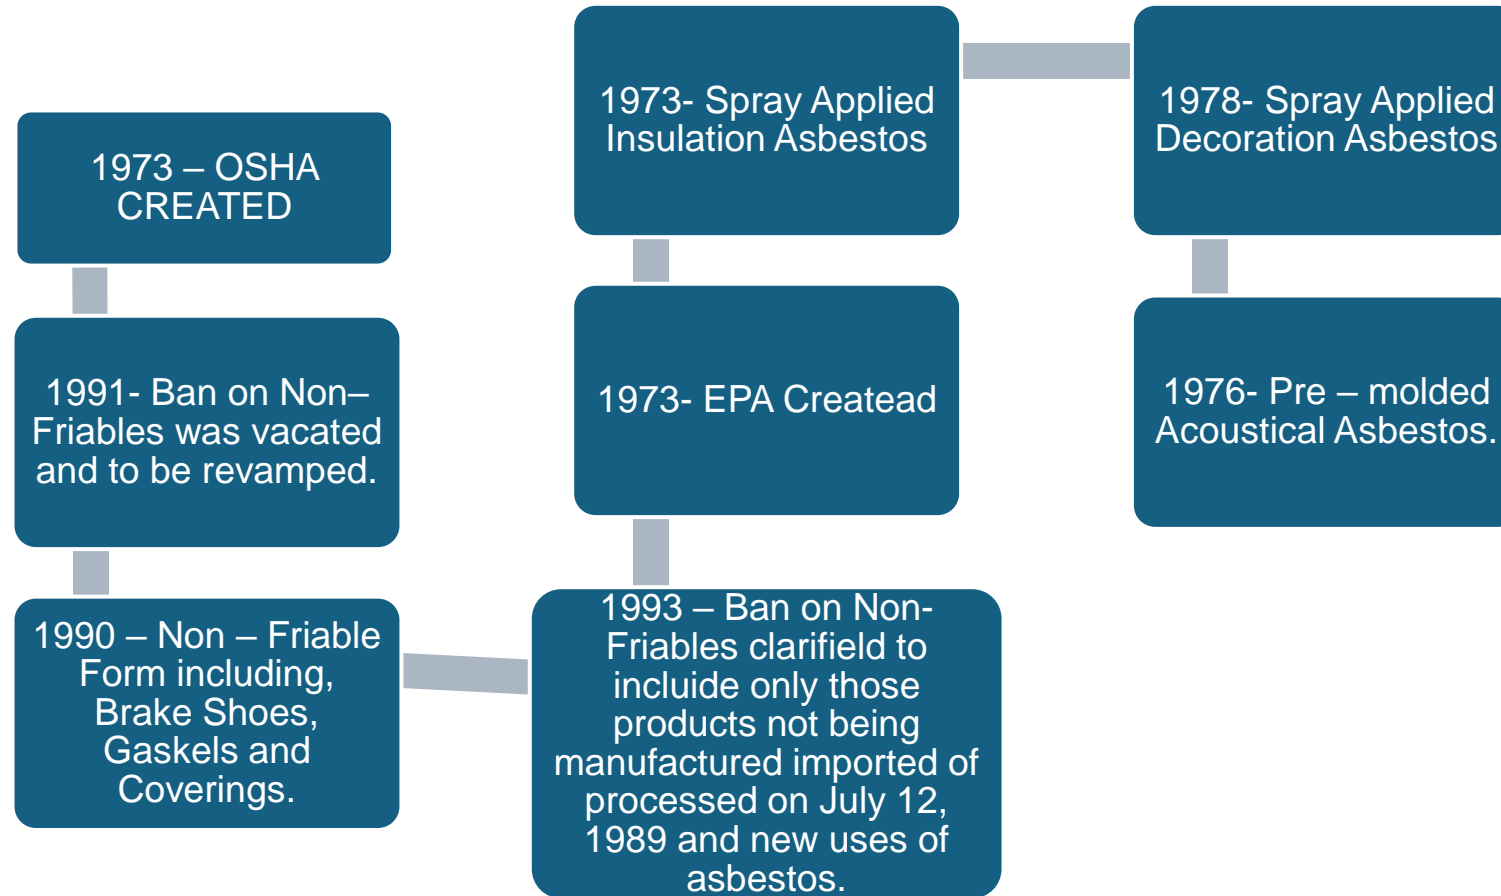 1973 – OSHA
CREATED
1991- Ban on Non–
Friables was vacated
and to be revamped.
1990 – Non – Friable
Form including,
Brake Shoes,
Gaskels and
Coverings.
1993 – Ban on Non-
Friables clarifield to
incluide only those
products not being
manufactured imported of
processed on July 12,
1989 and new uses of
asbestos.
1973- EPA Createad
1973- Spray Applied
Insulation Asbestos
1978- Spray Applied
Decoration Asbestos
1976- Pre – molded
Acoustical Asbestos.